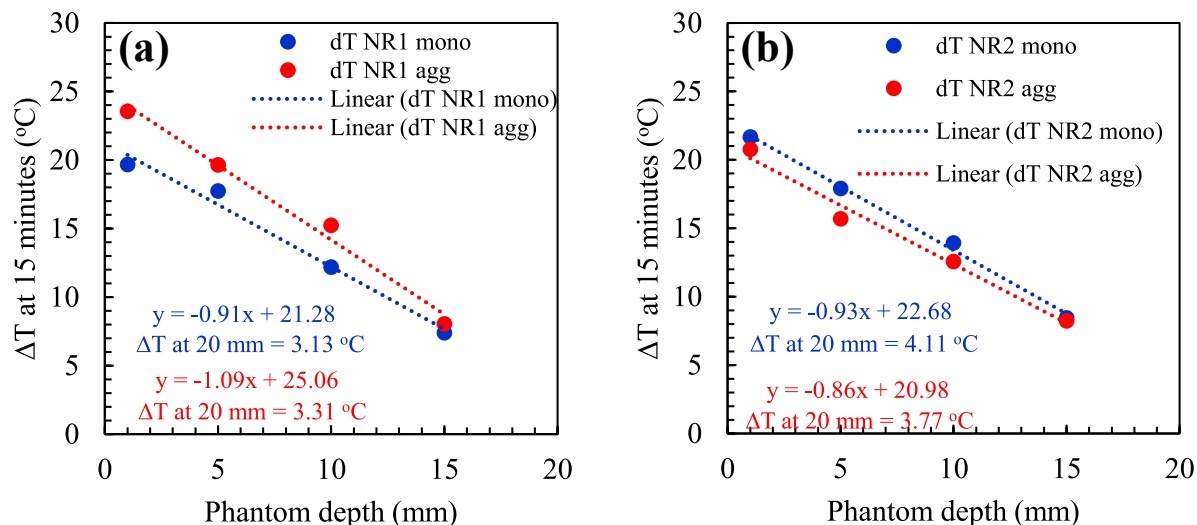 (a)
dT NR1 mono
dT NR1 agg
Linear (dT NR1 mono)
Linear (dT NR1 agg)
y = -0.91x + 21.28
ΔT at 20 mm = 3.13 ºC
y = -1.09x + 25.06
ΔT at 20 mm = 3.31 ºC
ΔT at 15 minutes (ºC)
30
25
20
15
10
5
0
0 5 10 15 20
Phantom depth (mm)
(b)
dT NR2 mono
dT NR2 agg
Linear (dT NR2 mono)
Linear (dT NR2 agg)
y = -0.93x + 22.68
ΔT at 20 mm = 4.11 ºC
y = -0.86x + 20.98
ΔT at 20 mm = 3.77 ºC
ΔT at 15 minutes (ºC)
30
25
20
15
10
5
0
0 5 10 15 20
Phantom depth (mm)